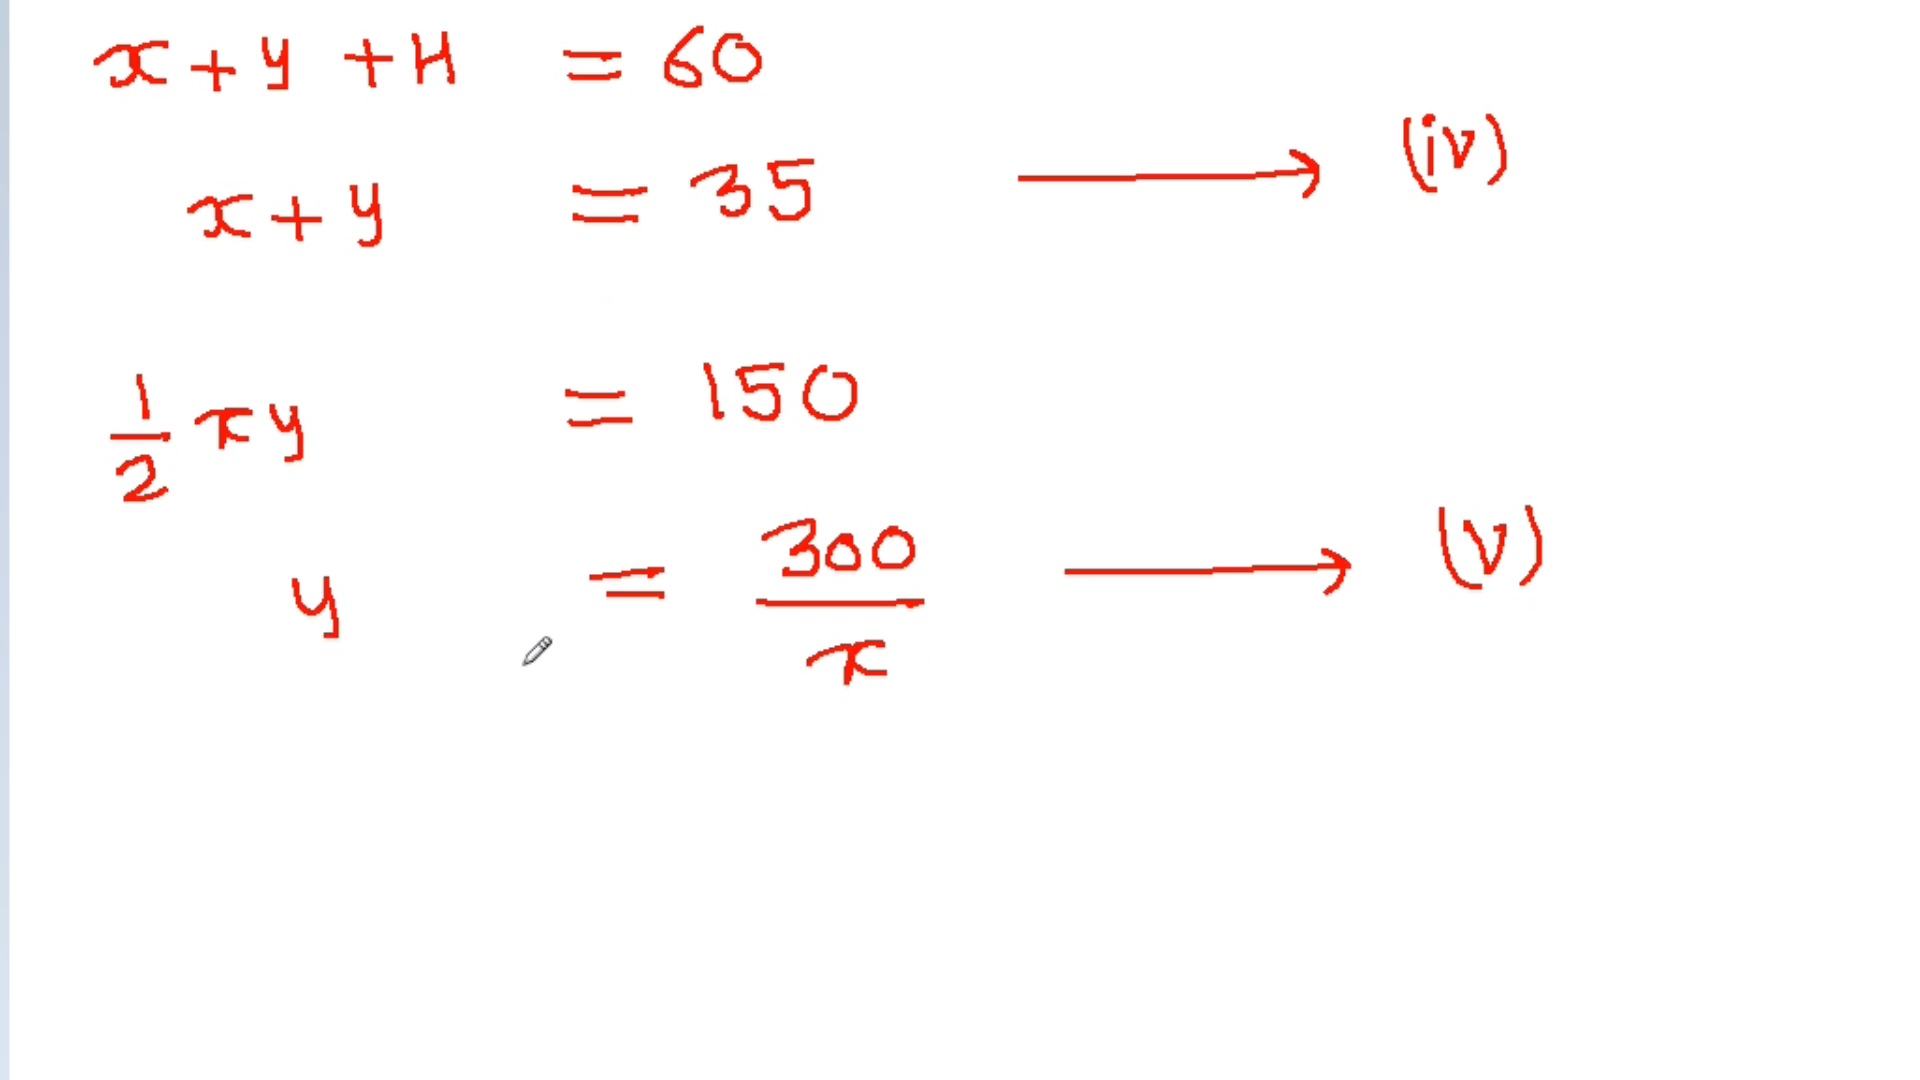 x + y + H = 60
x + y = 35 → (iv)
1/2 xy = 150
y = 300/x → (v)